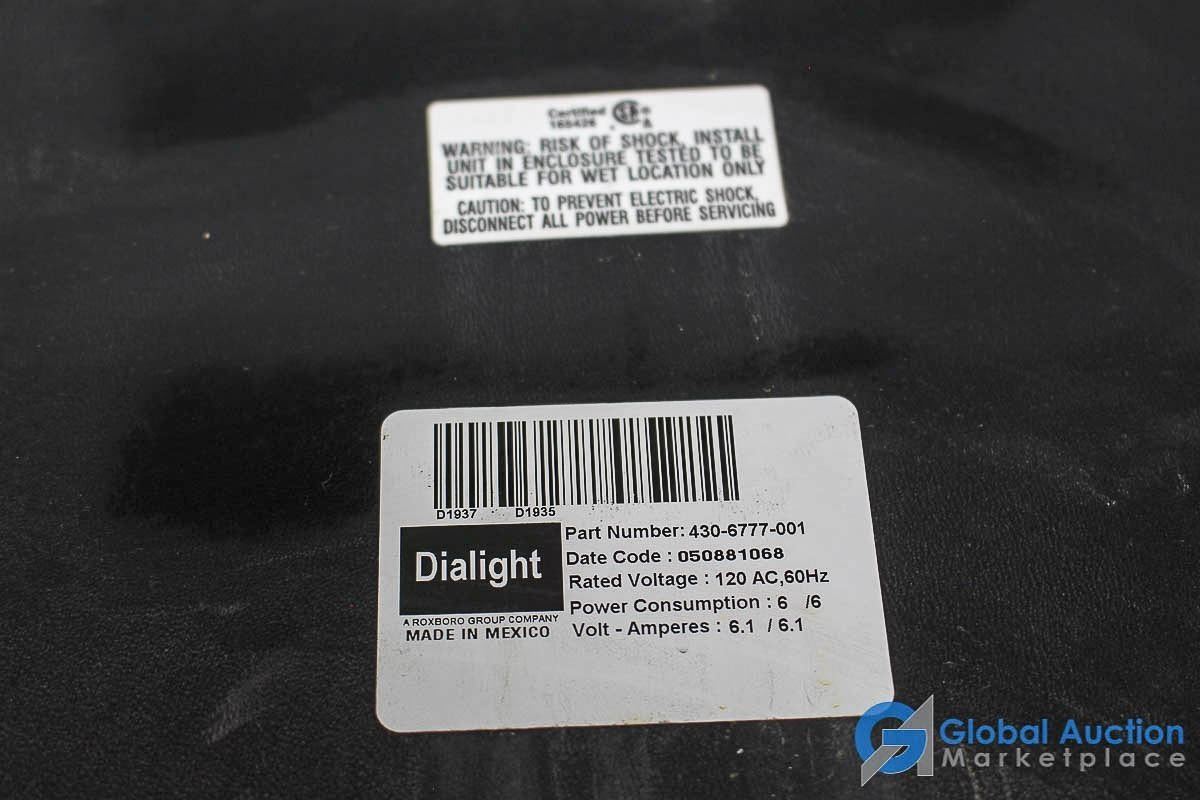 Certified
165426 A
WARNING: RISK OF SHOCK, INSTALL
UNIT IN ENCLOSURE TESTED TO BE
SUITABLE FOR WET LOCATION ONLY
CAUTION: TO PREVENT ELECTRIC SHOCK,
DISCONNECT ALL POWER BEFORE SERVICING
D1937 D1935
Dialight
A ROXBORO GROUP COMPANY
MADE IN MEXICO
Part Number: 430-6777-001
Date Code : 050881068
Rated Voltage : 120 AC,60Hz
Power Consumption : 6 /6
Volt - Amperes : 6.1 / 6.1
Global Auction
Marketplace